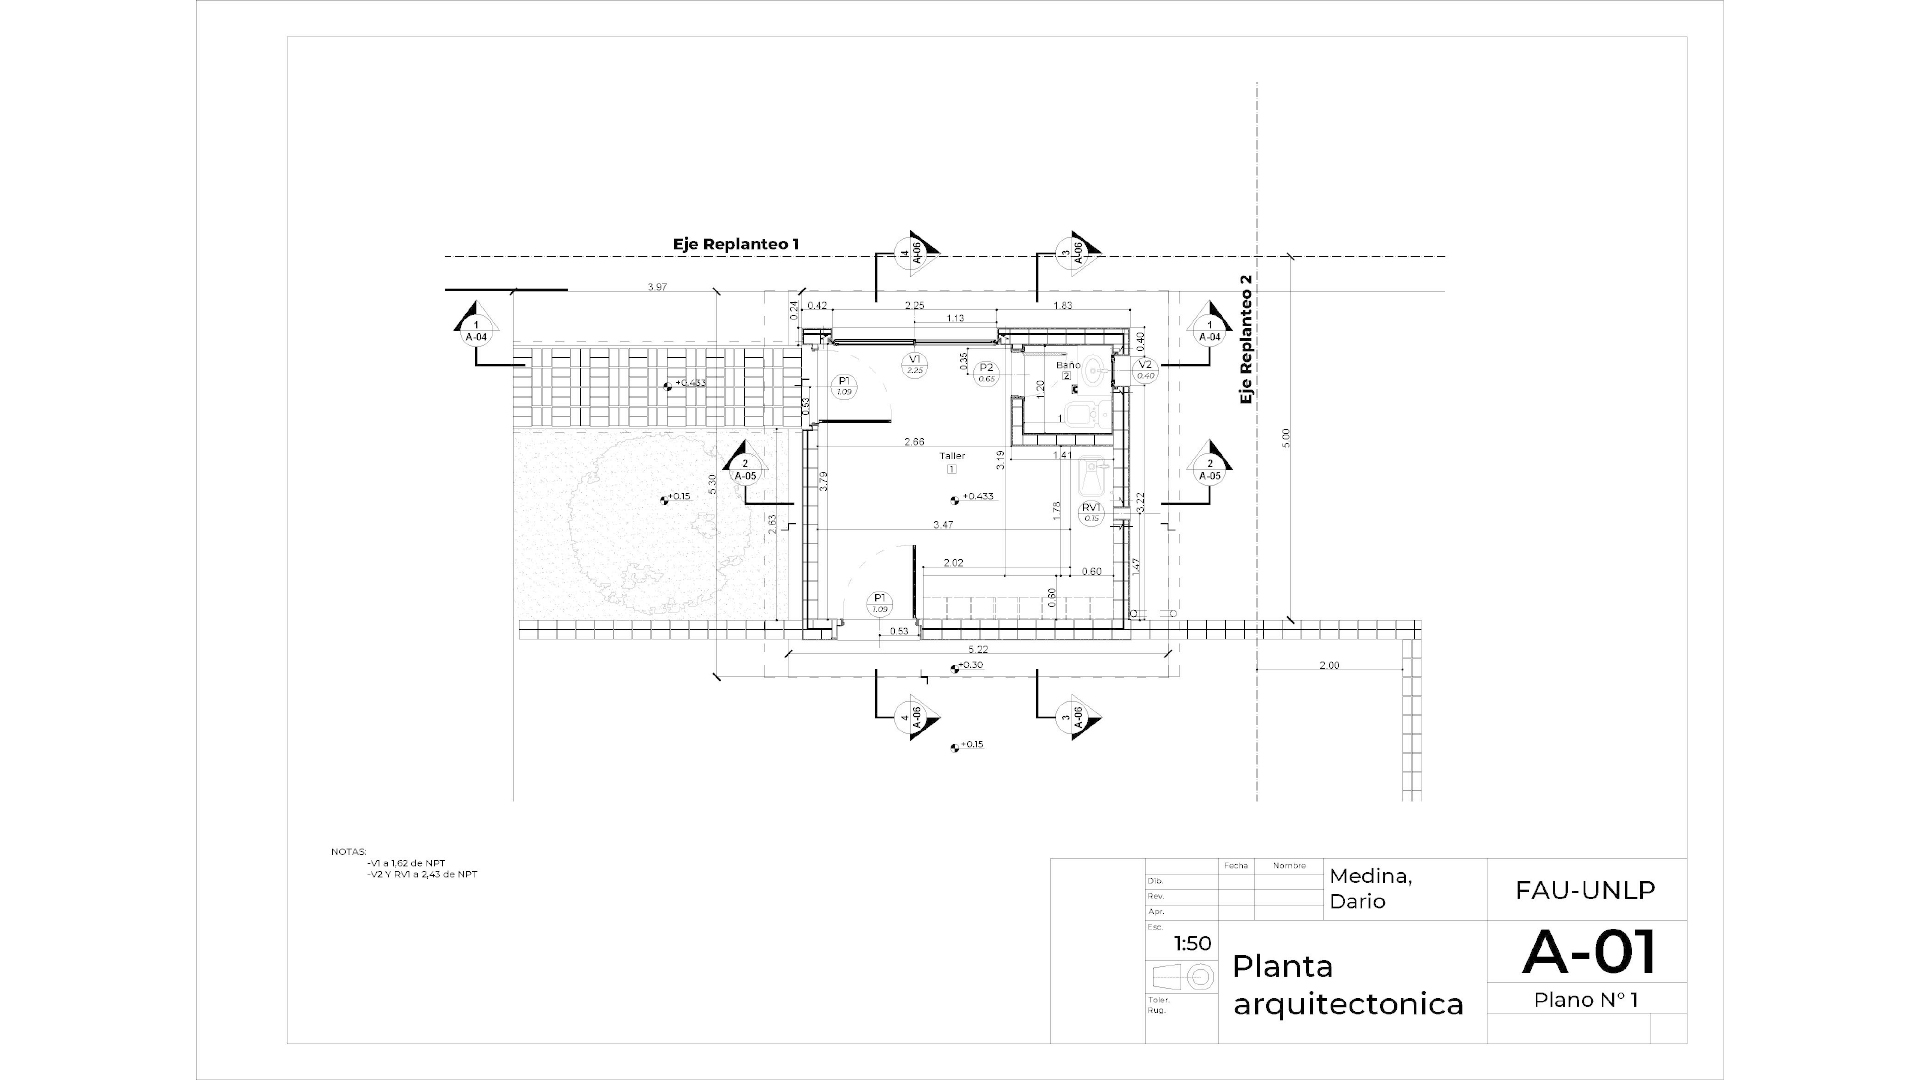 Eje Replanteo 1
4
A-06
3
A-06
3.97
0.24
0.42
2.25
1.83
1.13
Eje Replanteo 2
1
A-04
1
A-04
0.40
V1
2.25
0.35
P2
0.65
Baño
2
V2
0.40
P1
1.09
+0.433
1.20
0.53
1
5.00
2.66
Taller
1
3.19
1.41
2
A-05
2
A-05
5.30
3.79
+0.15
+0.433
RV1
0.15
1.78
3.22
2.63
3.47
2.02
0.60
1.47
P1
1.09
0.60
0.53
5.22
+0.30
2.00
4
A-06
3
A-06
+0.15
NOTAS:
-V1 a 1,62 de NPT
-V2 Y RV1 a 2,43 de NPT
Fecha
Nombre
Dib.
Rev.
Apr.
Medina,
Dario
FAU-UNLP
Esc.
1:50
Planta
arquitectonica
A-01
Plano N° 1
Toler.
Rug.